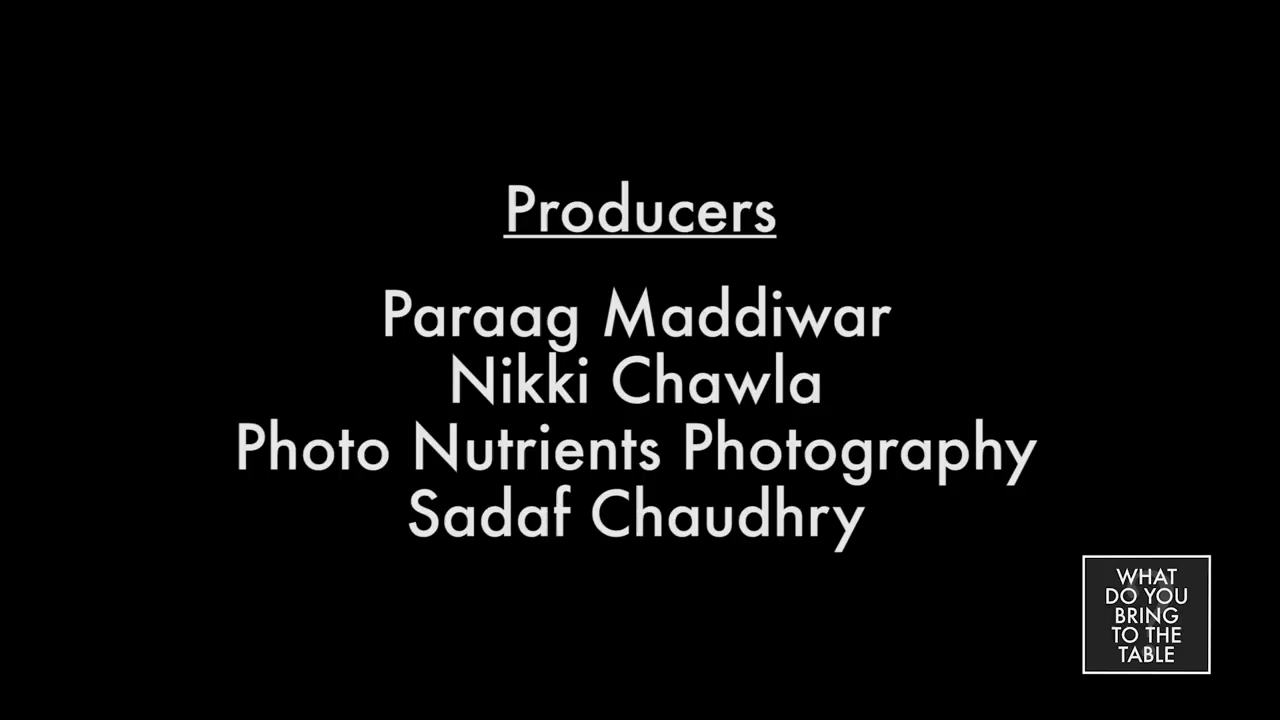 Producers
Paraag Maddiwar
Nikki Chawla
Photo Nutrients Photography
Sadaf Chaudhry
WHAT
DO YOU
BRING
TO THE
TABLE